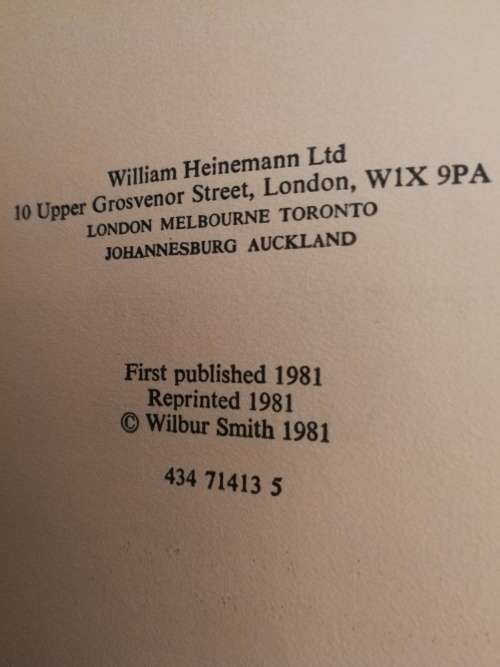 William Heinemann Ltd
10 Upper Grosvenor Street, London, W1X 9PA
LONDON MELBOURNE TORONTO
JOHANNESBURG AUCKLAND
First published 1981
Reprinted 1981
© Wilbur Smith 1981
434 71413 5